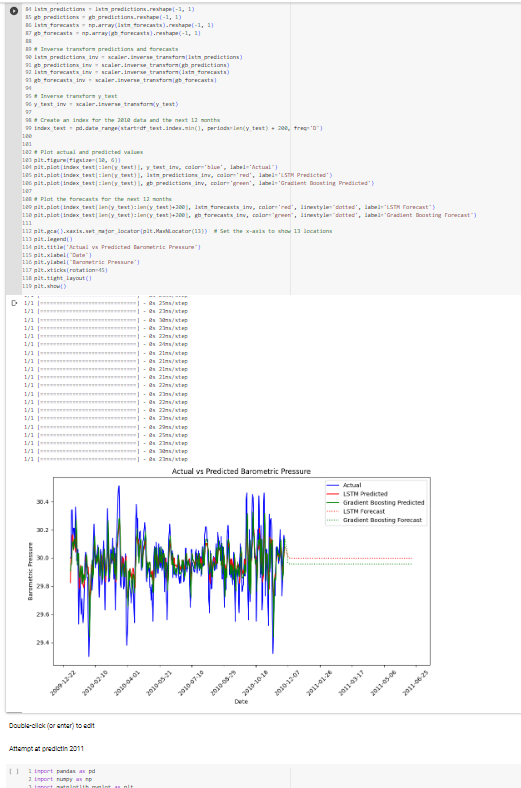 84 lstm_predictions = lstm_predictions.reshape(-1, 1)
85 gb_predictions = gb_predictions.reshape(-1, 1)
86 lstm_forecasts = np.array(lstm_forecasts).reshape(-1, 1)
87 gb_forecasts = np.array(gb_forecasts).reshape(-1, 1)
88
89 # Inverse transform predictions and forecasts
90 lstm_predictions_inv = scaler.inverse_transform(lstm_predictions)
91 gb_predictions_inv = scaler.inverse_transform(gb_predictions)
92 lstm_forecasts_inv = scaler.inverse_transform(lstm_forecasts)
93 gb_forecasts_inv = scaler.inverse_transform(gb_forecasts)
94
95 # Inverse transform y_test
96 y_test_inv = scaler.inverse_transform(y_test)
97
98 # Create an index for the 2010 data and the next 12 months
99 index_test = pd.date_range(start=df_test.index.min(), periods=len(y_test) + 200, freq='D')
100
101
102 # Plot actual and predicted values
103 plt.figure(figsize=(10, 6))
104 plt.plot(index_test[:len(y_test)], y_test_inv, color='blue', label='Actual')
105 plt.plot(index_test[:len(y_test)], lstm_predictions_inv, color='red', label='LSTM Predicted')
106 plt.plot(index_test[:len(y_test)], gb_predictions_inv, color='green', label='Gradient Boosting Predicted')
107
108 # Plot the forecasts for the next 12 months
109 plt.plot(index_test[len(y_test):len(y_test)+200], lstm_forecasts_inv, color='red', linestyle='dotted', label='LSTM Forecast')
110 plt.plot(index_test[len(y_test):len(y_test)+200], gb_forecasts_inv, color='green', linestyle='dotted', label='Gradient Boosting Forecast')
111
112 plt.gca().xaxis.set_major_locator(plt.MaxNLocator(13)) # Set the x-axis to show 13 locations
113 plt.legend()
114 plt.title('Actual vs Predicted Barometric Pressure')
115 plt.xlabel('Date')
116 plt.ylabel('Barometric Pressure')
117 plt.xticks(rotation=45)
118 plt.tight_layout()
119 plt.show()
1/1 [==============================] - 0s 25ms/step
1/1 [==============================] - 0s 23ms/step
1/1 [==============================] - 0s 30ms/step
1/1 [==============================] - 0s 23ms/step
1/1 [==============================] - 0s 22ms/step
1/1 [==============================] - 0s 24ms/step
1/1 [==============================] - 0s 21ms/step
1/1 [==============================] - 0s 21ms/step
1/1 [==============================] - 0s 21ms/step
1/1 [==============================] - 0s 21ms/step
1/1 [==============================] - 0s 22ms/step
1/1 [==============================] - 0s 23ms/step
1/1 [==============================] - 0s 22ms/step
1/1 [==============================] - 0s 22ms/step
1/1 [==============================] - 0s 23ms/step
1/1 [==============================] - 0s 29ms/step
1/1 [==============================] - 0s 25ms/step
1/1 [==============================] - 0s 23ms/step
1/1 [==============================] - 0s 30ms/step
1/1 [==============================] - 0s 23ms/step
Actual vs Predicted Barometric Pressure
Actual
LSTM Predicted
Gradient Boosting Predicted
LSTM Forecast
Gradient Boosting Forecast
30.4
30.2
30.0
29.8
29.6
29.4
Barometric Pressure
2009-12-22
2010-02-10
2010-04-01
2010-05-21
2010-07-10
2010-08-29
2010-10-18
2010-12-07
2011-01-26
2011-03-17
2011-05-06
2011-06-25
Date
Double-click (or enter) to edit
Attempt at predictin 2011
[ ] 1 import pandas as pd
2 import numpy as np
3 import matplotlib.pyplot as plt